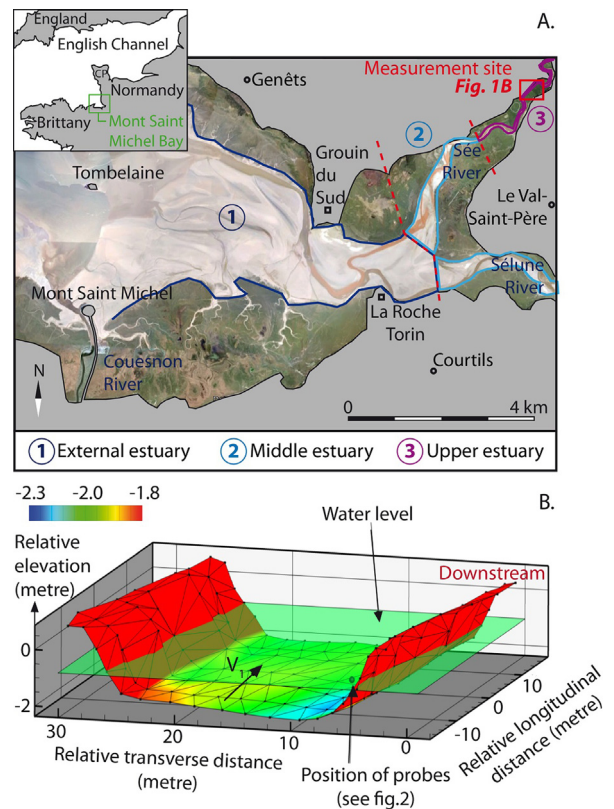 A.
England
English Channel
CP
Normandy
Brittany
Mont Saint
Michel Bay
Genêts
Measurement site
Fig. 1B
2
3
Grouin
du
Sud
Sée
River
Tombelaine
1
Le Val-
Saint-Père
Mont Saint Michel
Sélune
River
La Roche
Torin
Couesnon
River
Courtils
N
0 4 km
1 External estuary 2 Middle estuary 3 Upper estuary
B.
-2.3 -2.0 -1.8
Water level
Relative
elevation
(metre)
Downstream
0
-2
V1
30
20
10
0
10
0
-10
Relative transverse distance
(metre)
Relative longitudinal
distance (metre)
Position of probes
(see fig.2)